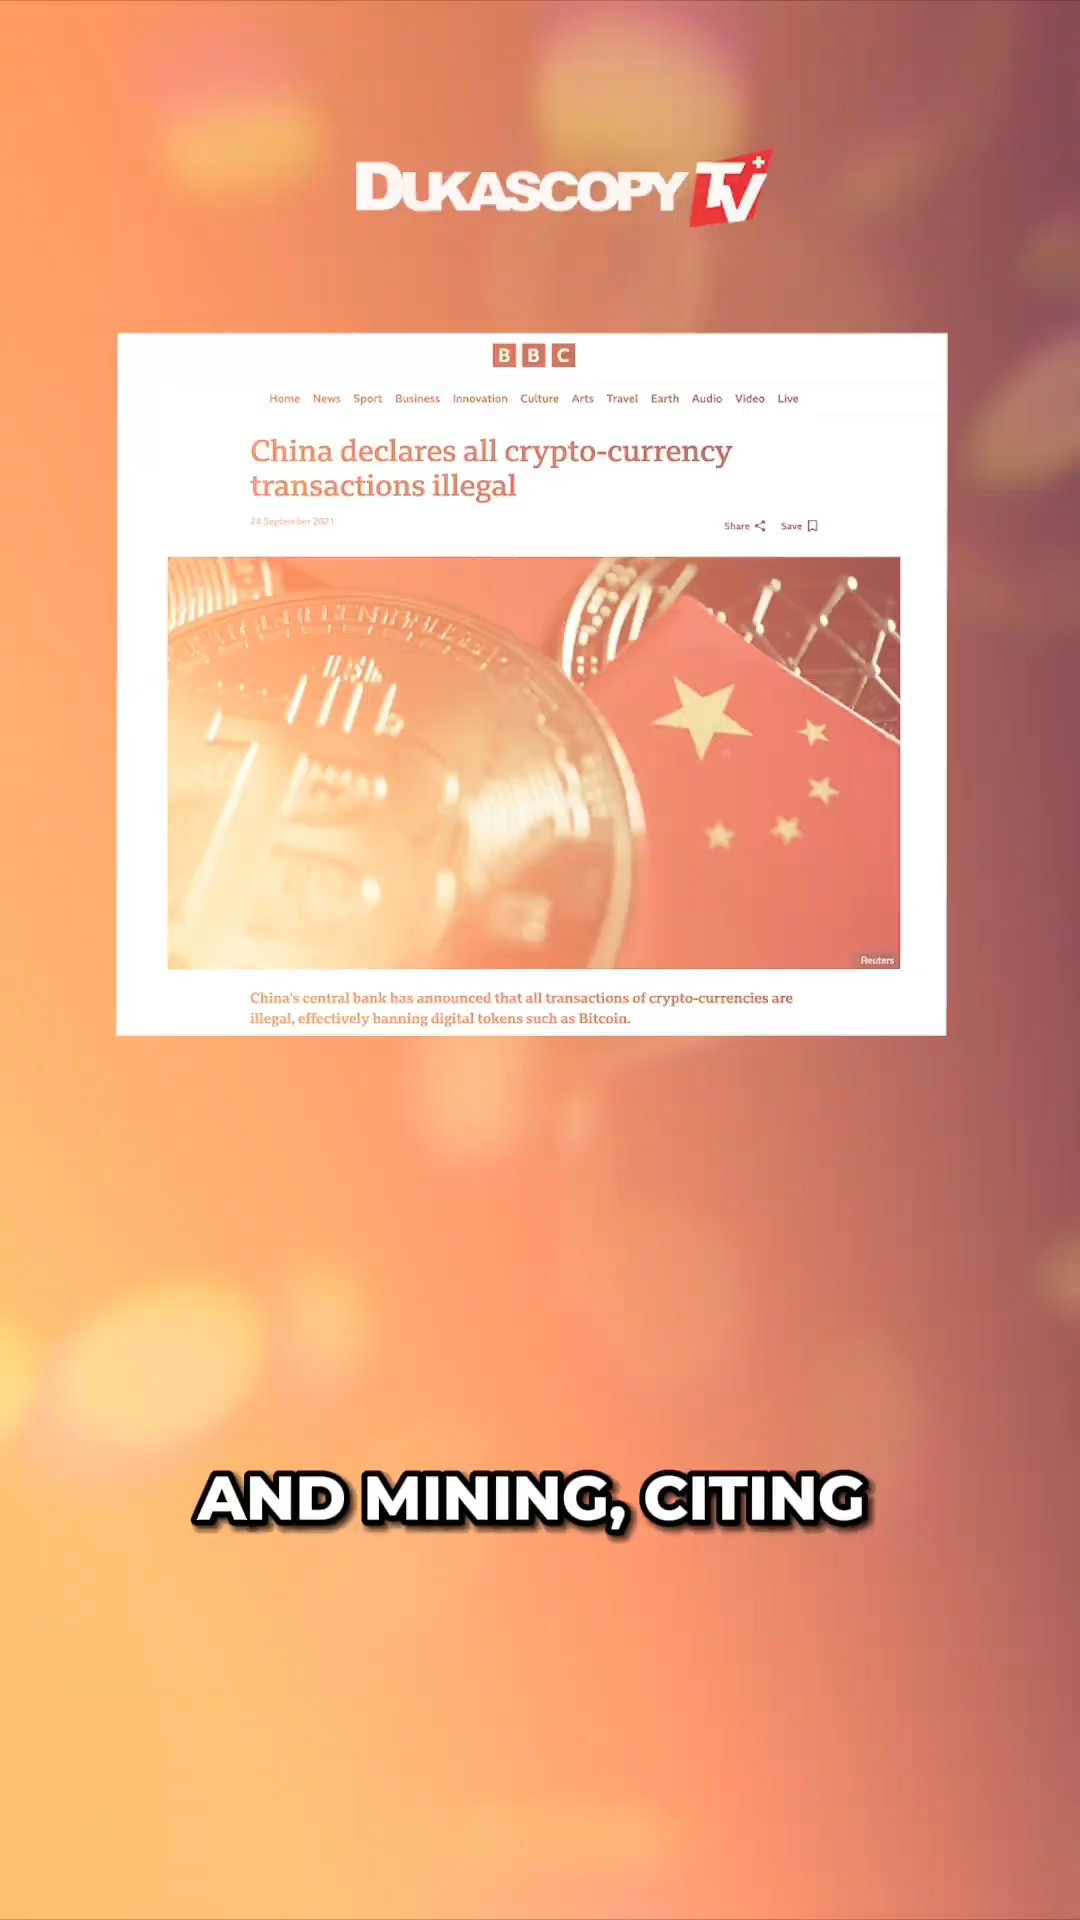 DUKASCOPY TV+
BBC
Home News Sport Business Innovation Culture Arts Travel Earth Audio Video Live
China declares all crypto-currency
transactions illegal
24 September 2021
Share Save
Reuters
China's central bank has announced that all transactions of crypto-currencies are
illegal, effectively banning digital tokens such as Bitcoin.
AND MINING, CITING